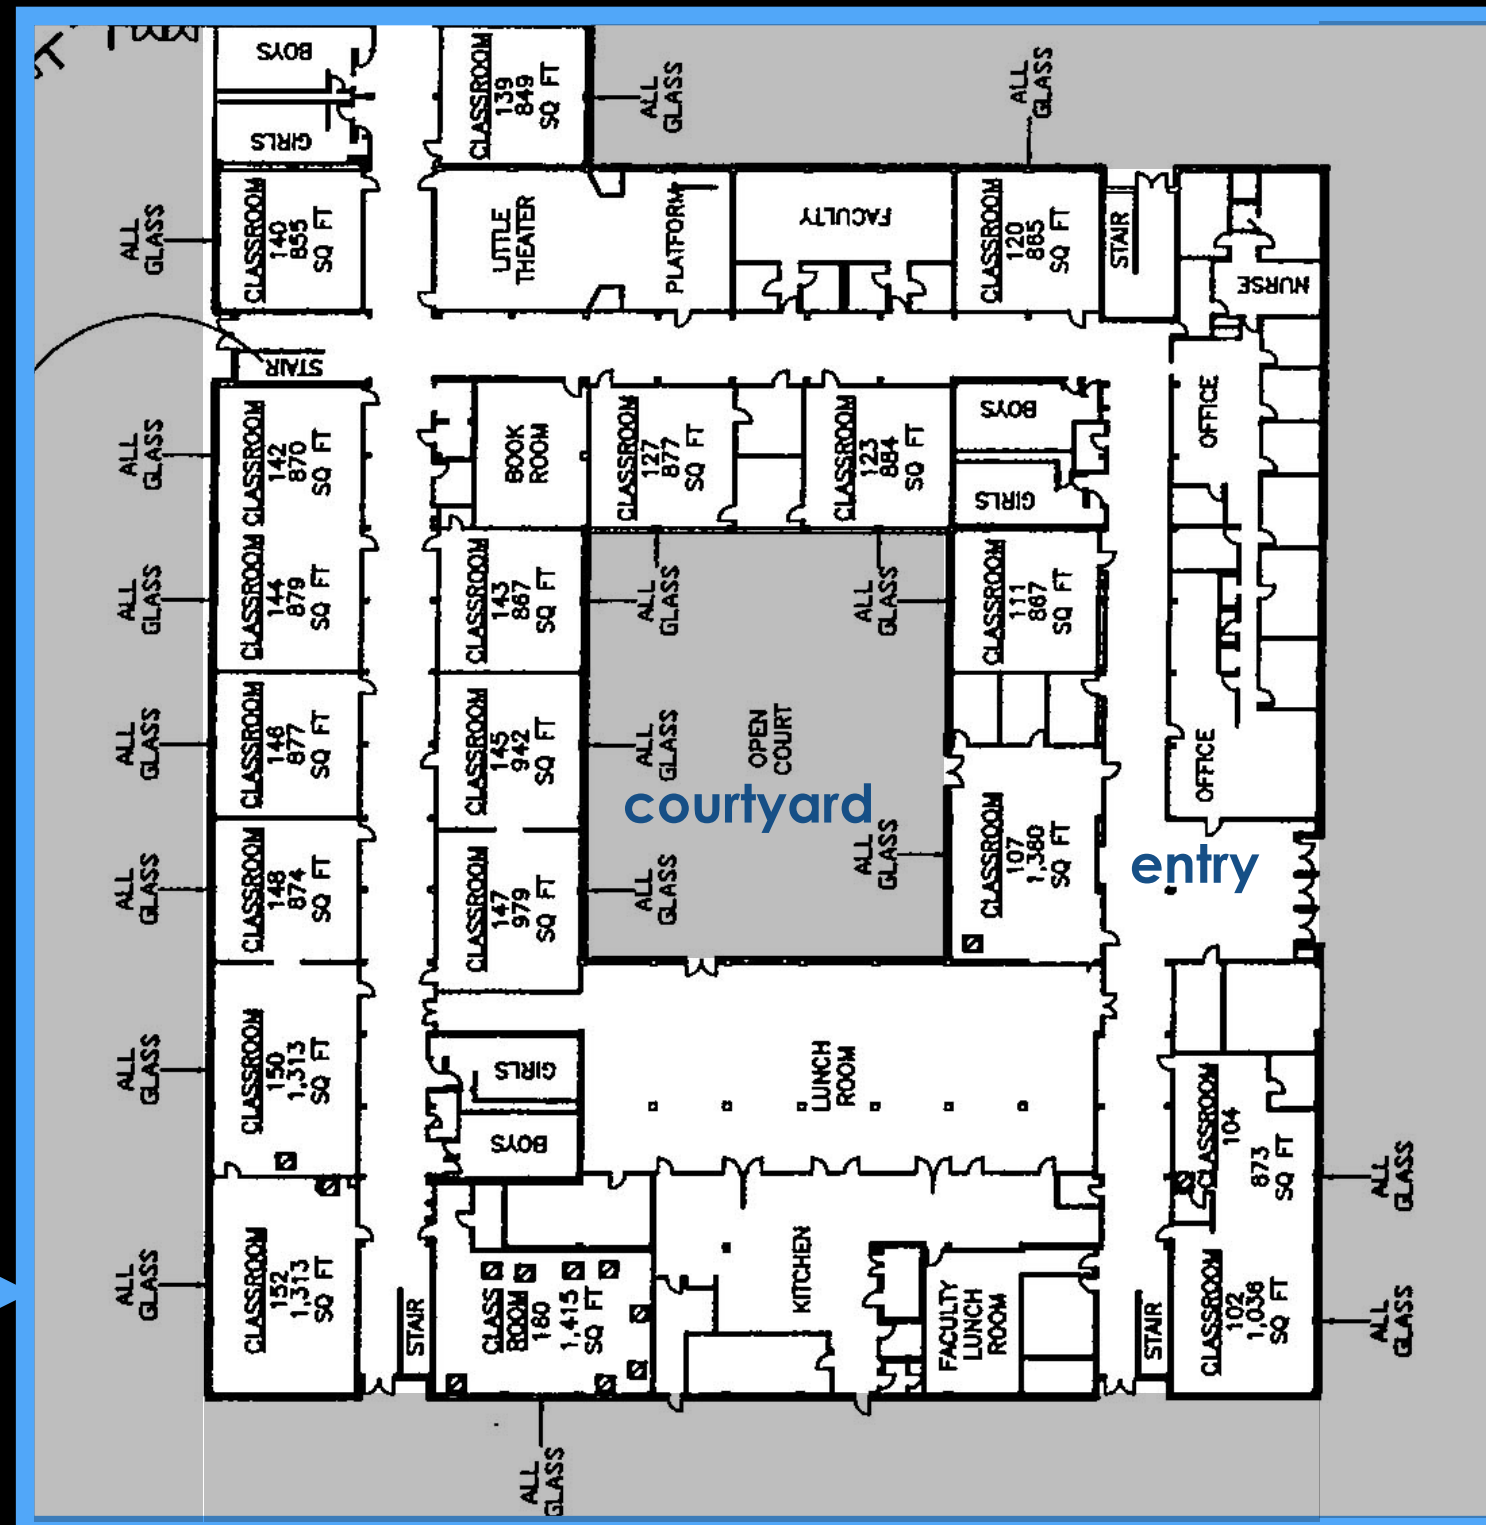 BOYS
GIRLS
CLASSROOM
139
849
SQ FT
ALL
GLASS
ALL
GLASS
ALL
GLASS
CLASSROOM
140
855
SQ FT
LITTLE
THEATER
PLATFORM
FACULTY
CLASSROOM
120
885
SQ FT
STAIR
NURSE
STAIR
ALL
GLASS
CLASSROOM
142
870
SQ FT
BOOK
ROOM
CLASSROOM
127
877
SQ FT
CLASSROOM
123
884
SQ FT
BOYS
GIRLS
OFFICE
ALL
GLASS
CLASSROOM
144
879
SQ FT
CLASSROOM
143
867
SQ FT
ALL
GLASS
ALL
GLASS
CLASSROOM
111
867
SQ FT
ALL
GLASS
CLASSROOM
146
877
SQ FT
CLASSROOM
145
942
SQ FT
ALL
GLASS
OPEN
COURT
courtyard
OFFICE
ALL
GLASS
CLASSROOM
148
874
SQ FT
CLASSROOM
147
979
SQ FT
ALL
GLASS
ALL
GLASS
CLASSROOM
107
1,380
SQ FT
entry
ALL
GLASS
CLASSROOM
150
1,313
SQ FT
GIRLS
BOYS
LUNCH
ROOM
CLASSROOM
104
873
SQ FT
ALL
GLASS
ALL
GLASS
CLASSROOM
152
1,313
SQ FT
STAIR
CLASS
ROOM
160
1,415
SQ FT
KITCHEN
FACULTY
LUNCH
ROOM
STAIR
CLASSROOM
102
1,036
SQ FT
ALL
GLASS
ALL
GLASS